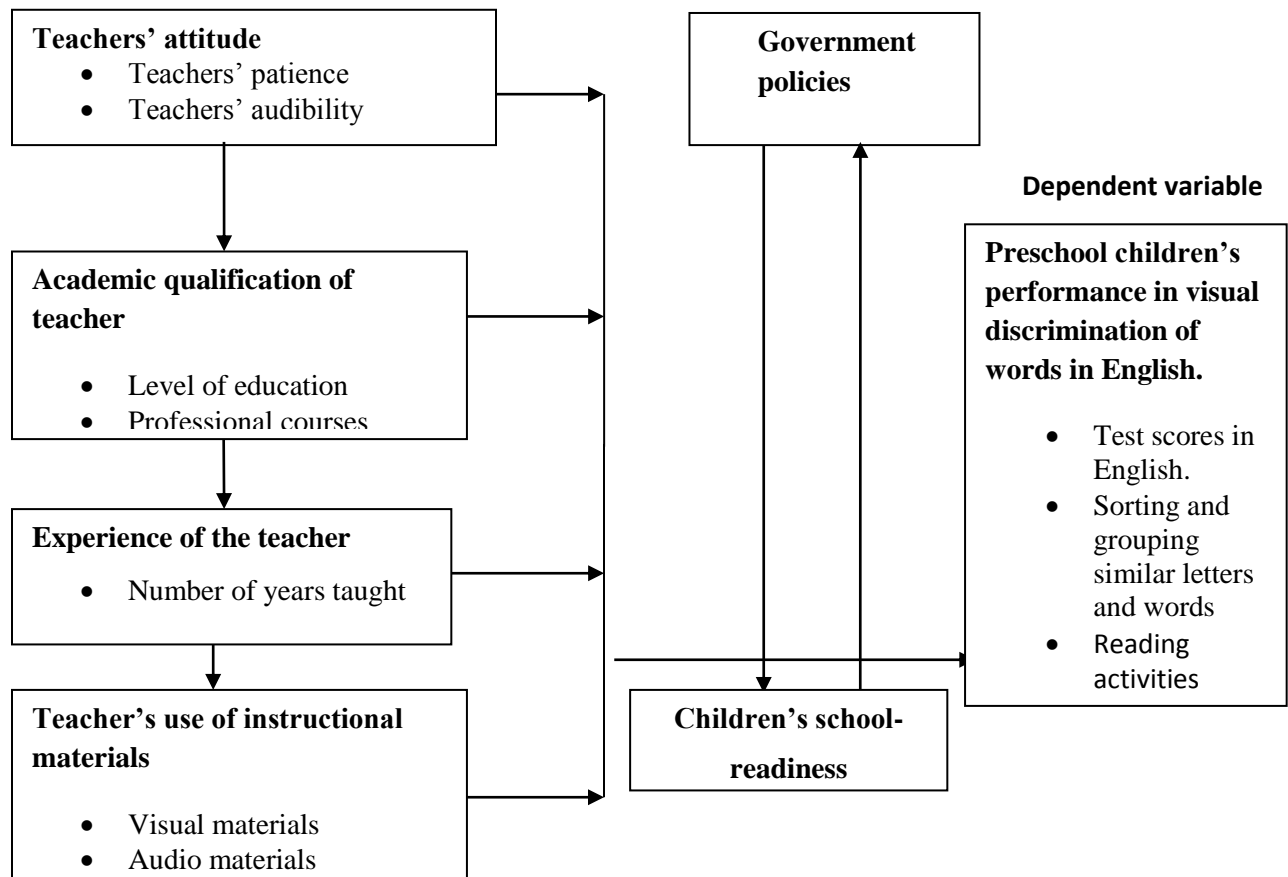 Teachers’ attitude
• Teachers’ patience
• Teachers’ audibility
Academic qualification of
teacher
• Level of education
• Professional courses
Experience of the teacher
• Number of years taught
Teacher’s use of instructional
materials
• Visual materials
• Audio materials
Government
policies
Children’s school-
readiness
Dependent variable
Preschool children’s
performance in visual
discrimination of
words in English.
• Test scores in
English.
• Sorting and
grouping
similar letters
and words
• Reading
activities